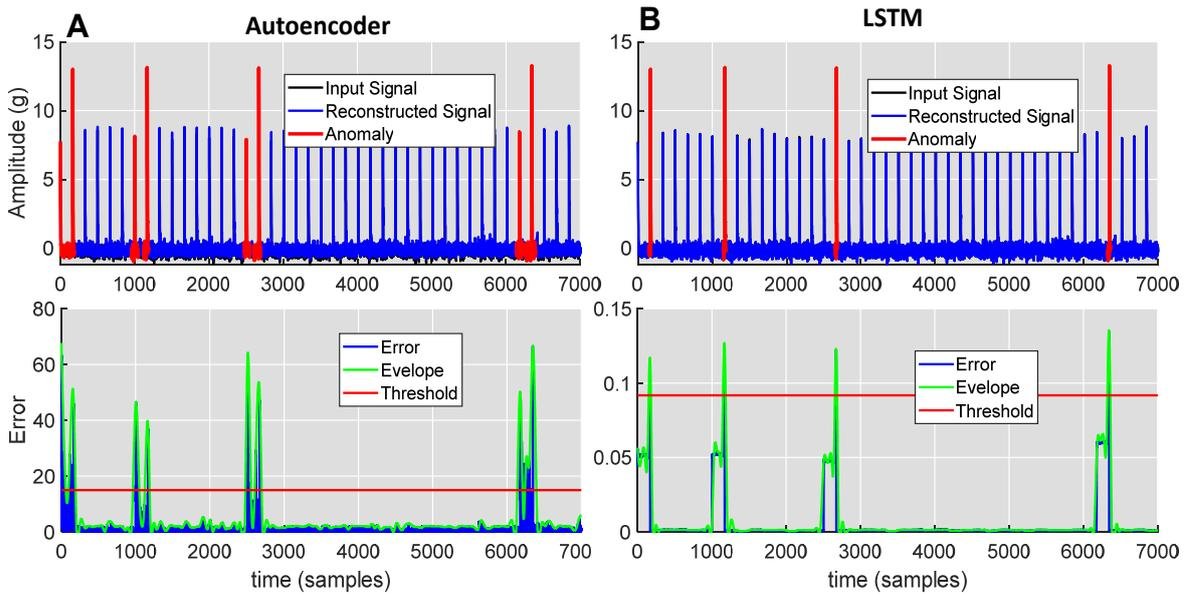 A
Autoencoder
B
LSTM
15
10
5
0
Amplitude (g)
Input Signal
Reconstructed Signal
Anomaly
0 1000 2000 3000 4000 5000 6000 7000
15
10
5
0
Input Signal
Reconstructed Signal
Anomaly
0 1000 2000 3000 4000 5000 6000 7000
80
60
40
20
0
Error
Error
Evelope
Threshold
0 1000 2000 3000 4000 5000 6000 700
time (samples)
0.15
0.1
0.05
0
Error
Evelope
Threshold
0 1000 2000 3000 4000 5000 6000 7000
time (samples)